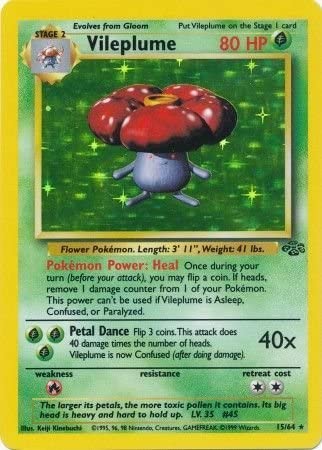 Evolves from Gloom
Put Vileplume on the Stage 1 card
STAGE 2
Vileplume
80 HP
Flower Pokémon. Length: 3' 11", Weight: 41 lbs.
Pokémon Power: Heal Once during your
turn (before your attack), you may flip a coin. If heads,
remove 1 damage counter from 1 of your Pokémon.
This power can't be used if Vileplume is Asleep,
Confused, or Paralyzed.
Petal Dance Flip 3 coins. This attack does
40 damage times the number of heads.
Vileplume is now Confused (after doing damage).
40x
weakness
resistance
retreat cost
The larger its petals, the more toxic pollen it contains. Its big
head is heavy and hard to hold up. LV. 35 #45
Illus. Keiji Kinebuchi
©1995, 96, 98 Nintendo, Creatures, GAMEFREAK. ©1999 Wizards.
15/64 ★